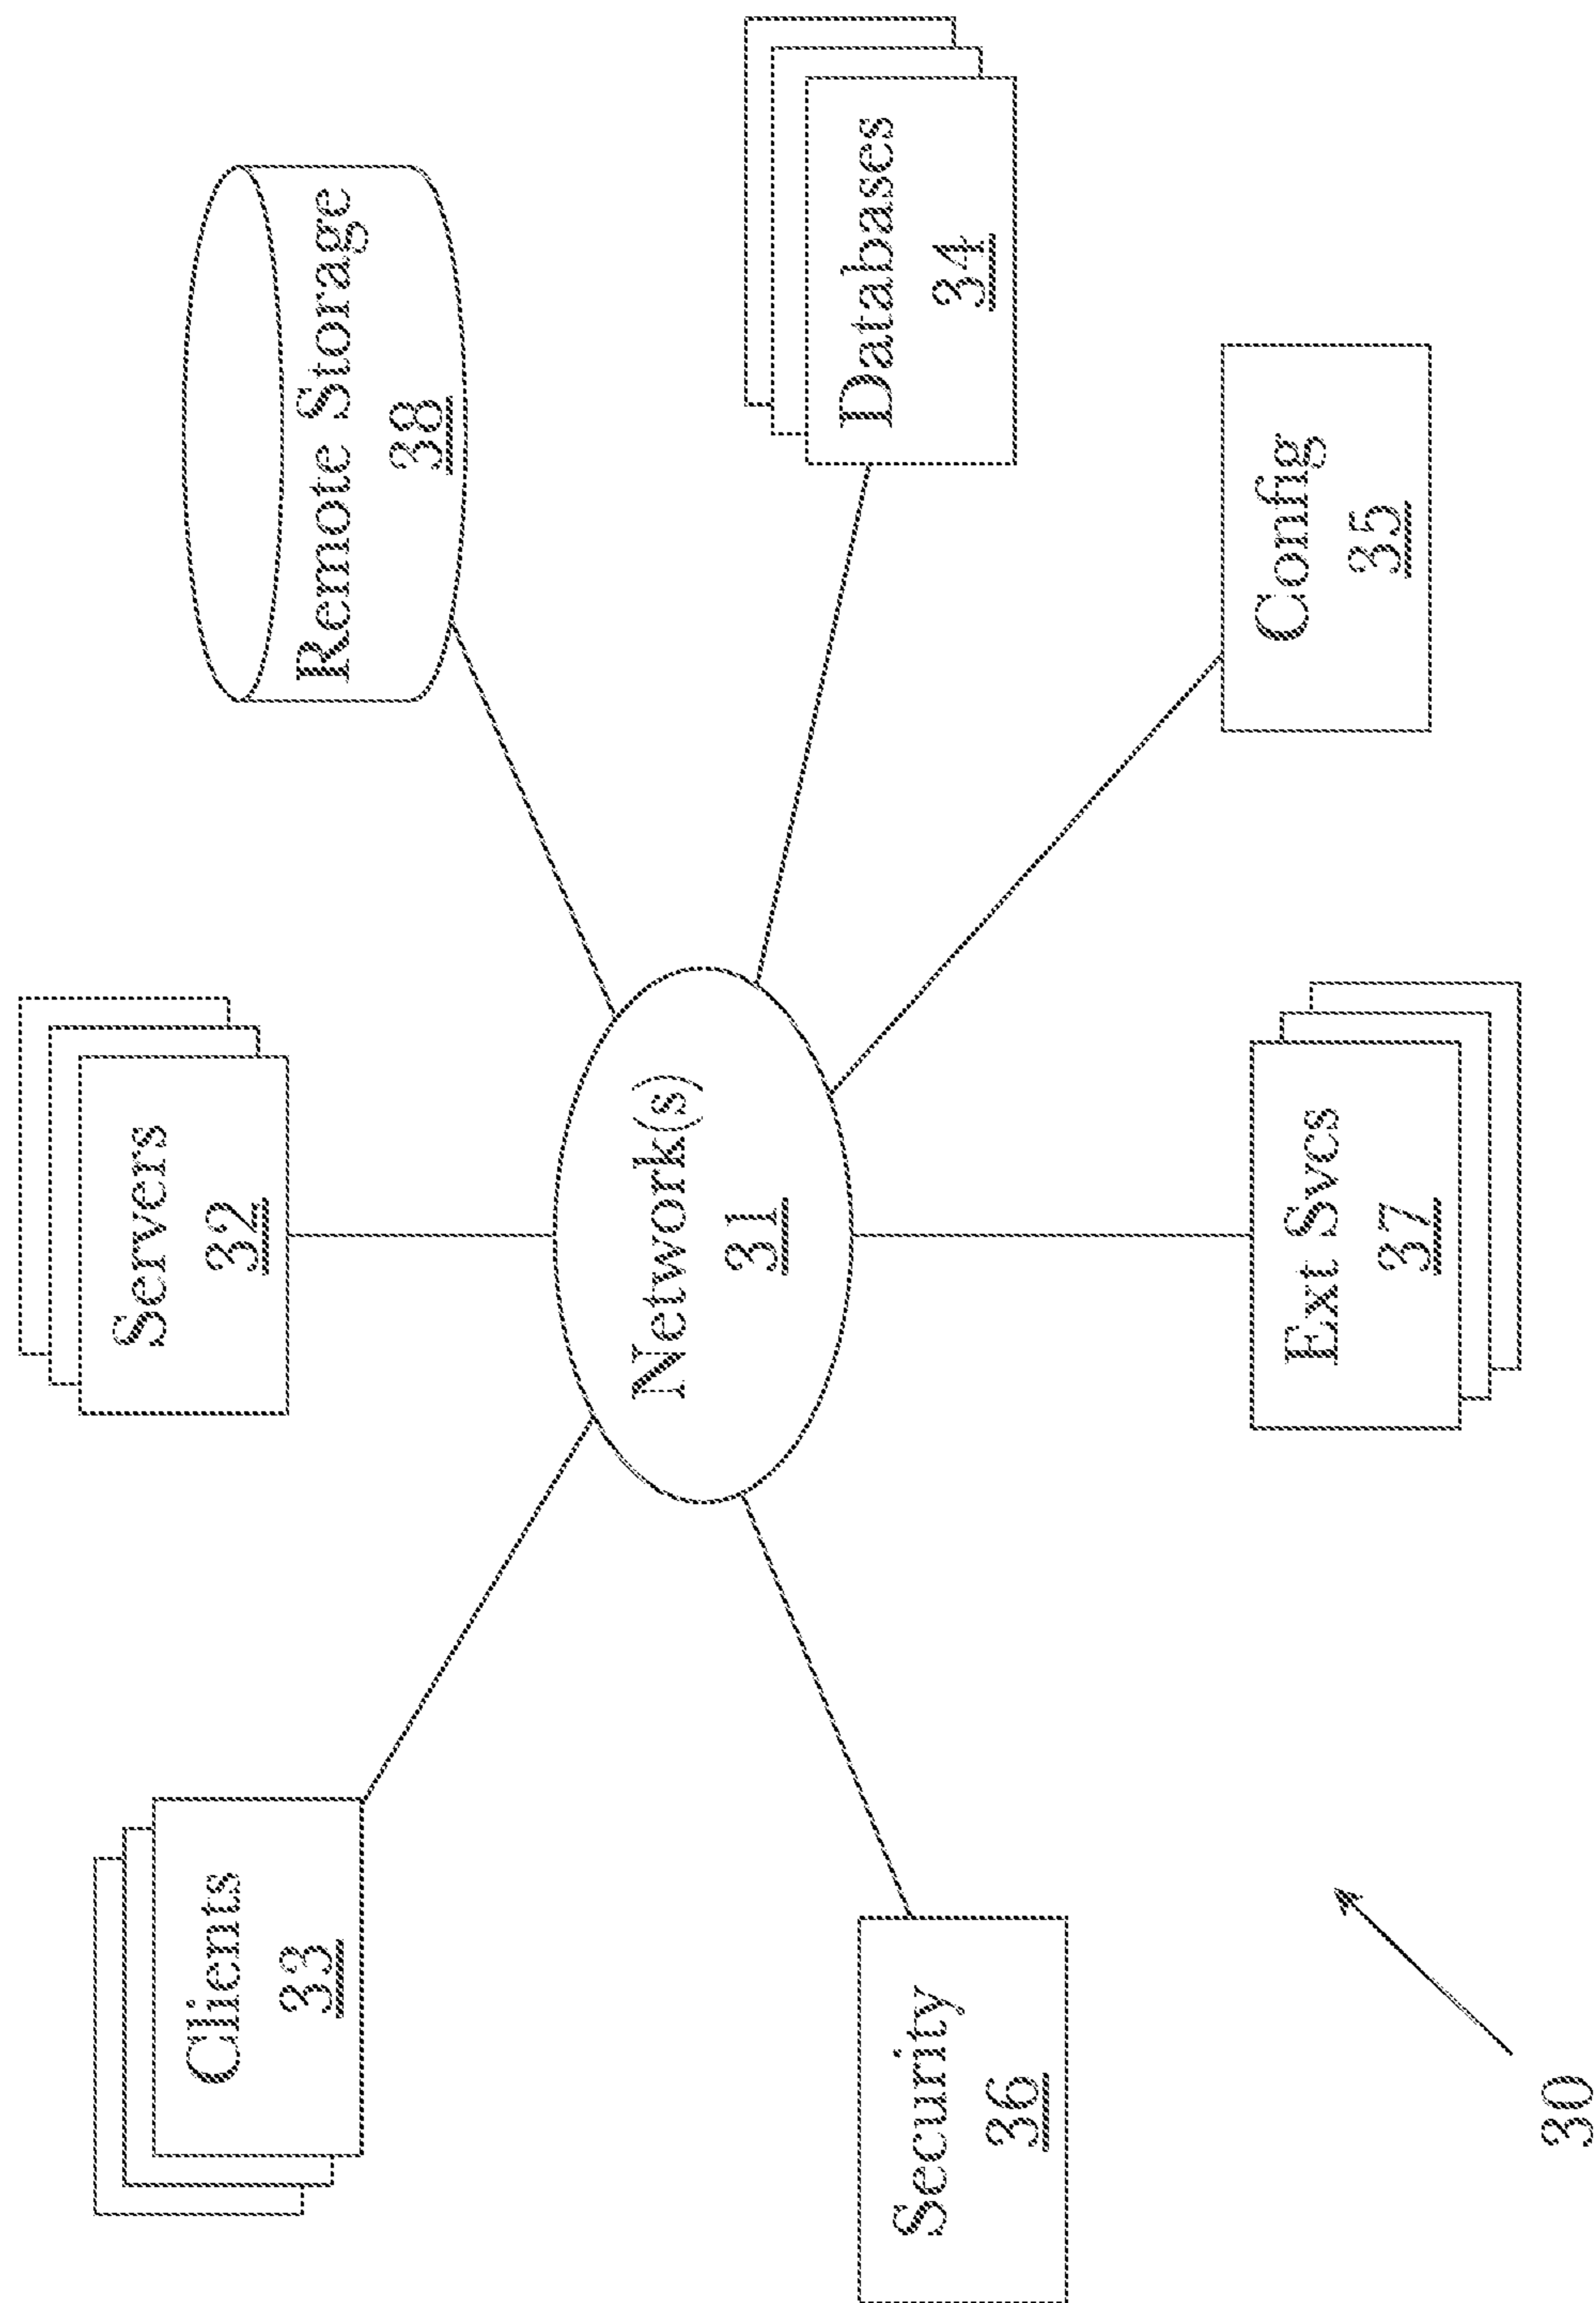 Servers
32
Clients
33
Remote Storage
38
Network(s)
31
Databases
34
Security
36
Ext Svcs
37
Config
35
30